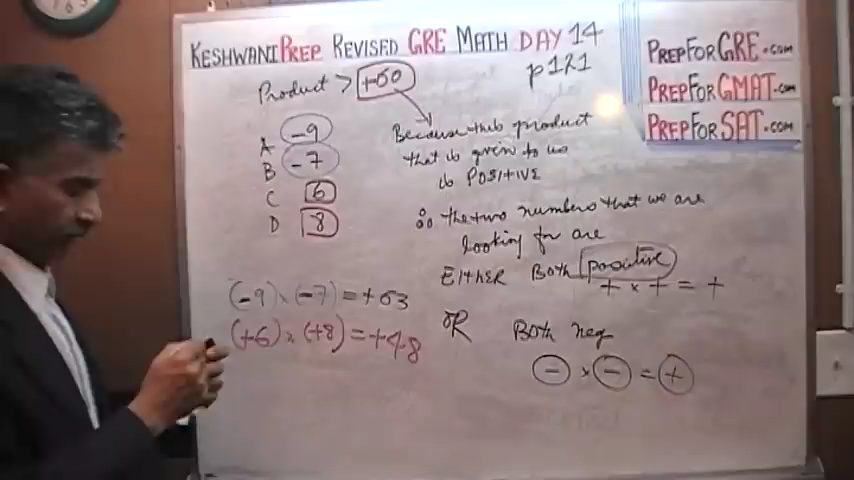 KESHWANIPREP REVISED GRE MATH DAY 14
p121
PREPFORGRE.com
PREPFORGMAT.com
PREPFORSAT.com
Product > +60
A -9
B -7
C 6
D 8
Because this product
that is given to us
is POSITIVE
∴ the two numbers that we are
looking for are
EITHER Both positive
+ × + = +
OR Both neg
- × - = +
(-9) × (-7) = +63
(+6) × (+8) = +48